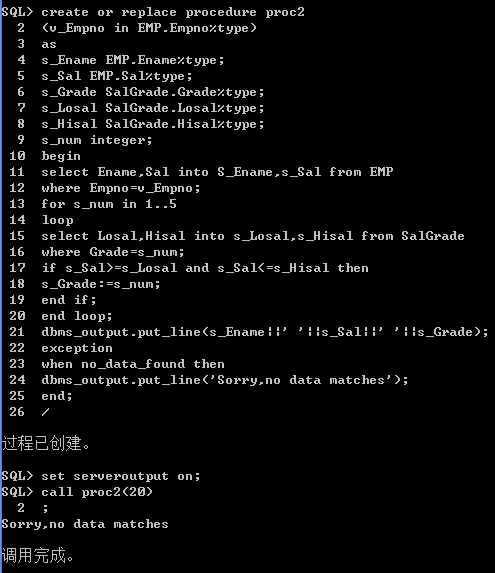 SQL> create or replace procedure proc2
2 (v_Empno in EMP.Empno%type)
3 as
4 s_Ename EMP.Ename%type;
5 s_Sal EMP.Sal%type;
6 s_Grade SalGrade.Grade%type;
7 s_Losal SalGrade.Losal%type;
8 s_Hisal SalGrade.Hisal%type;
9 s_num integer;
10 begin
11 select Ename,Sal into S_Ename,s_Sal from EMP
12 where Empno=v_Empno;
13 for s_num in 1..5
14 loop
15 select Losal,Hisal into s_Losal,s_Hisal from SalGrade
16 where Grade=s_num;
17 if s_Sal>=s_Losal and s_Sal<=s_Hisal then
18 s_Grade:=s_num;
19 end if;
20 end loop;
21 dbms_output.put_line(s_Ename||' '||s_Sal||' '||s_Grade);
22 exception
23 when no_data_found then
24 dbms_output.put_line('Sorry,no data matches');
25 end;
26 /
过程已创建。
SQL> set serveroutput on;
SQL> call proc2(20)
2 ;
Sorry,no data matches
调用完成。